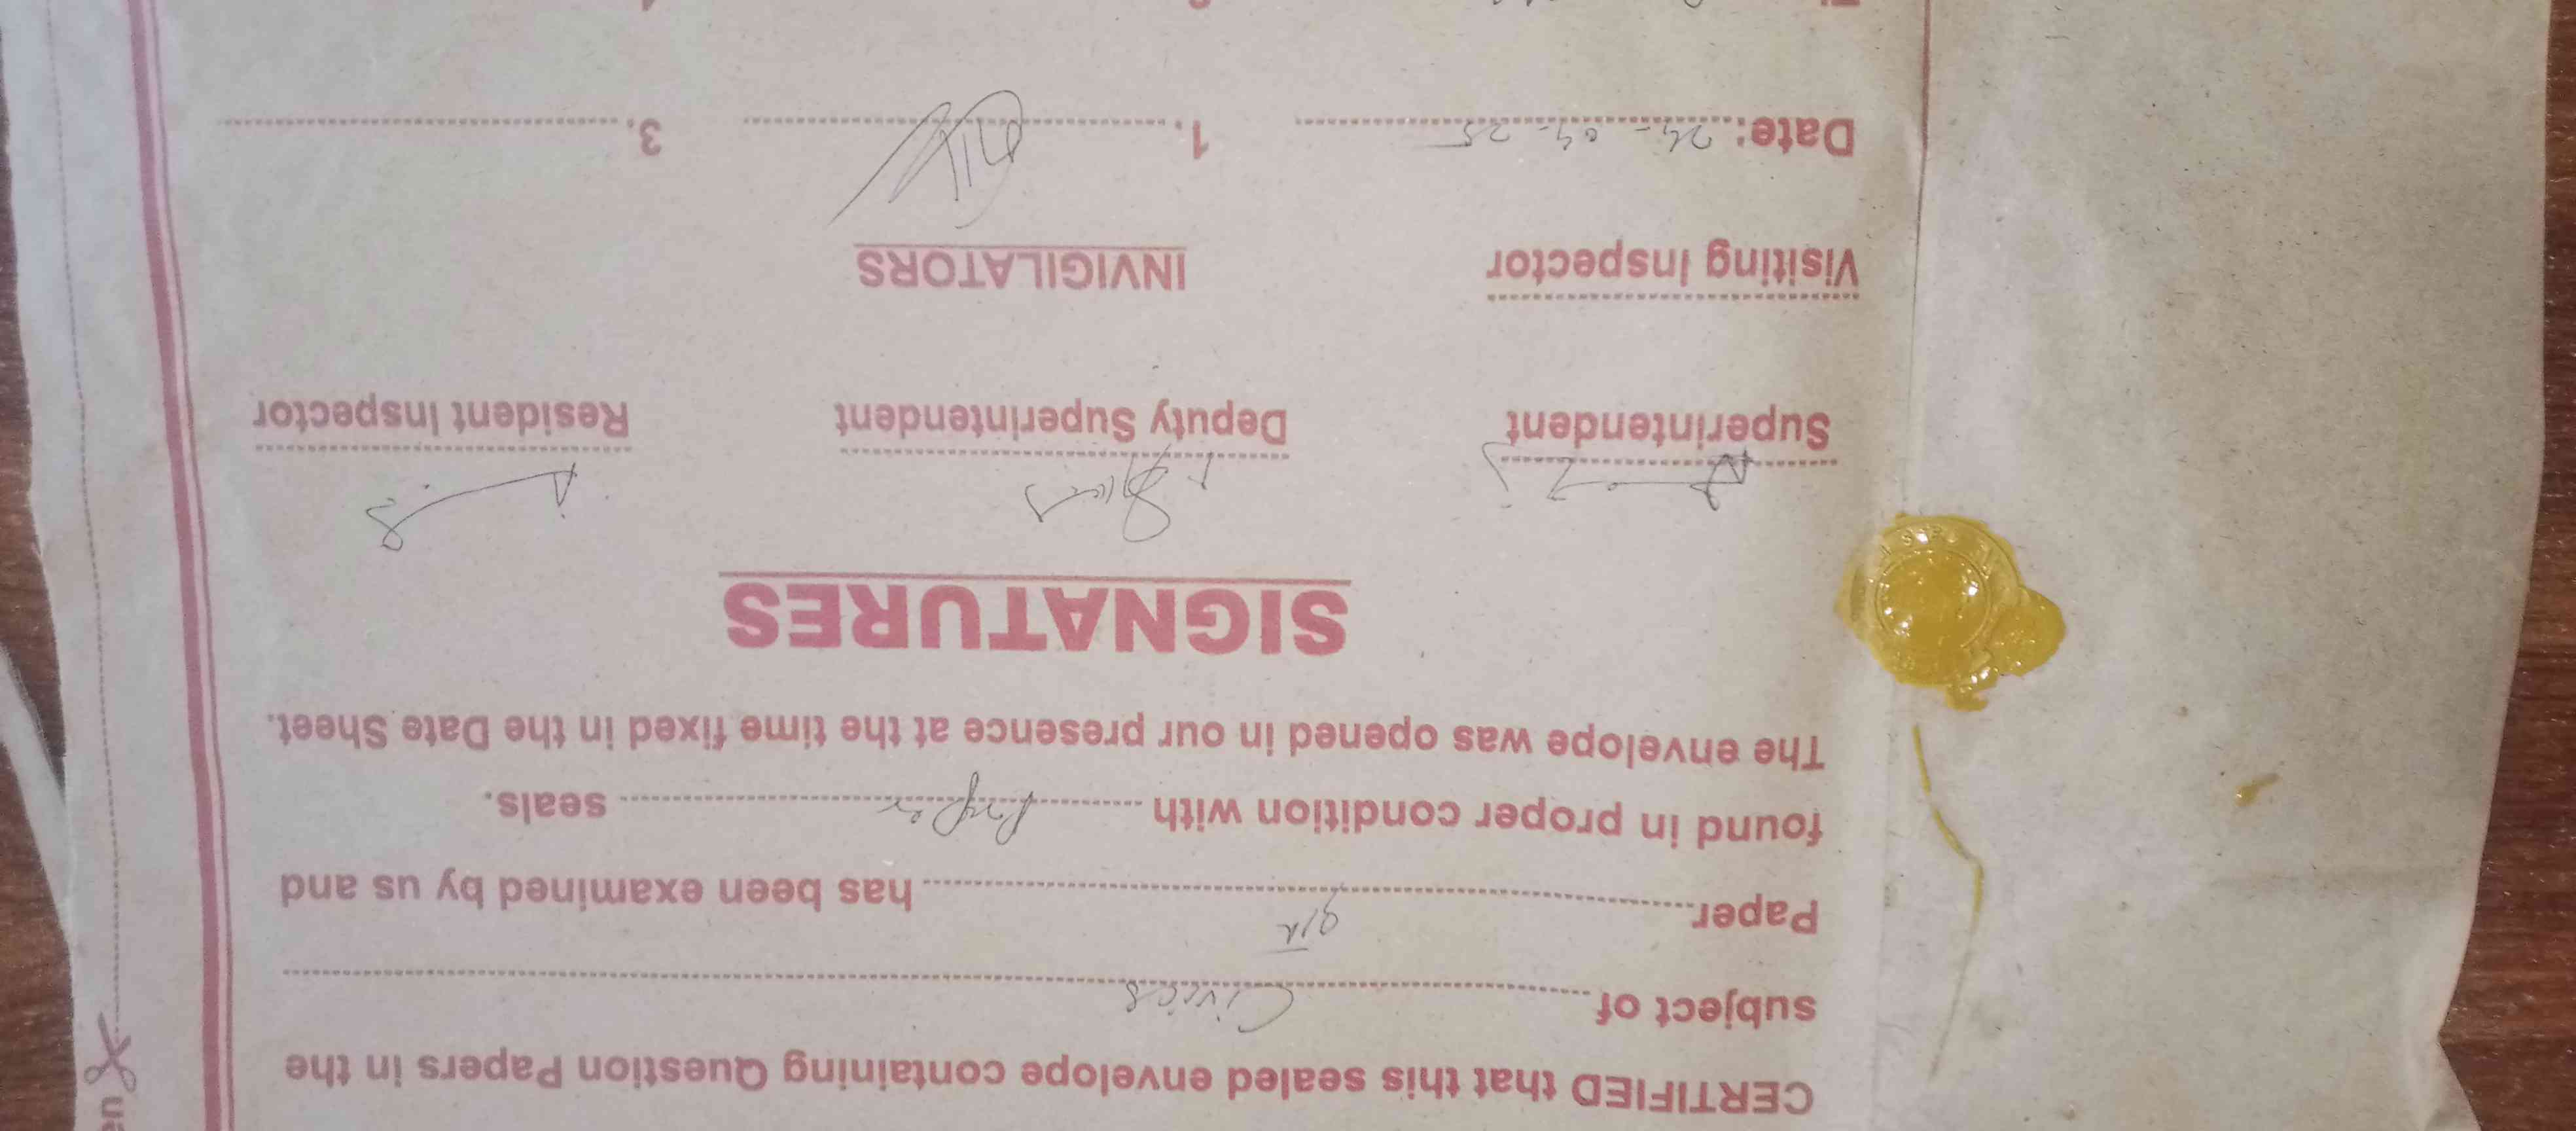 CERTIFIED that this sealed envelope containing Question Papers in the
subject of Civics
Paper has been examined by us and
found in proper condition with Proper seals.
The envelope was opened in our presence at the time fixed in the Date Sheet.
SIGNATURES
Superintendent Deputy Superintendent Resident Inspector
Visiting Inspector INVIGILATORS
Date: 24-04-25 1. 3.